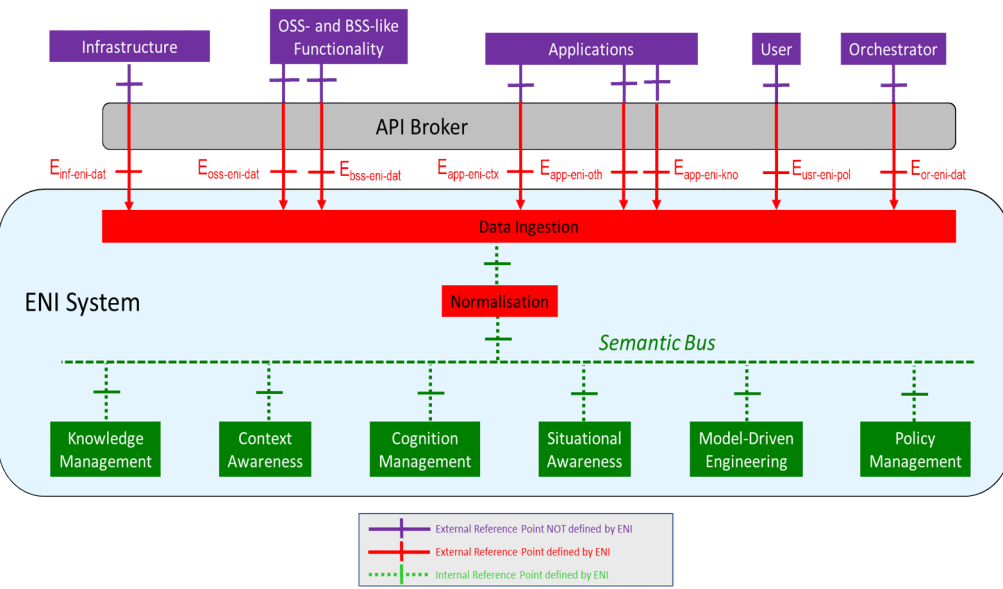 Infrastructure
OSS- and BSS-like
Functionality
Applications
User
Orchestrator
API Broker
Einf-eni-dat
Eoss-eni-dat
Ebss-eni-dat
Eapp-eni-ctx
Eapp-eni-oth
Eapp-eni-kno
Eusr-eni-pol
Eor-eni-dat
Data Ingestion
ENI System
Normalisation
Semantic Bus
Knowledge
Management
Context
Awareness
Cognition
Management
Situational
Awareness
Model-Driven
Engineering
Policy
Management
External Reference Point NOT defined by ENI
External Reference Point defined by ENI
Internal Reference Point defined by ENI